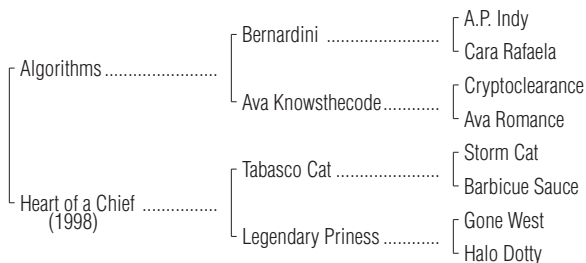 A.P. Indy
Bernardini ........................
Cara Rafaela
Algorithms ........................
Cryptoclearance
Ava Knowsthecode ............
Ava Romance
Storm Cat
Tabasco Cat ......................
Barbicue Sauce
Heart of a Chief ................
(1998)
Gone West
Legendary Priness ............
Halo Dotty